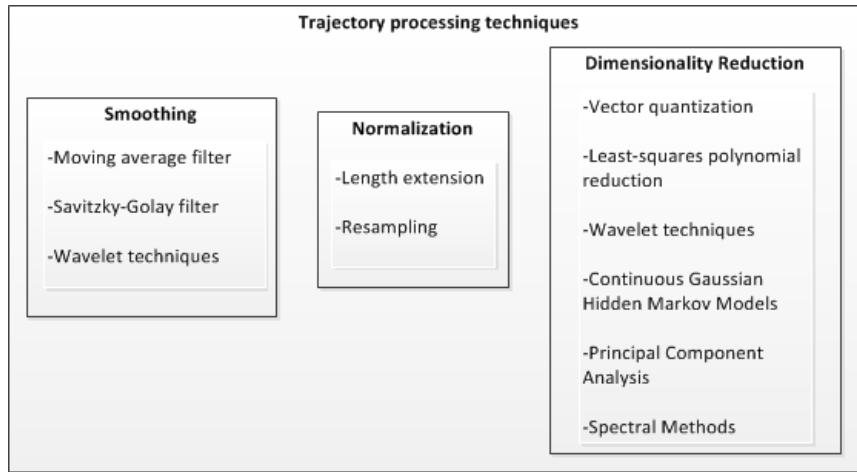 Trajectory processing techniques
Smoothing
-Moving average filter
-Savitzky-Golay filter
-Wavelet techniques
Normalization
-Length extension
-Resampling
Dimensionality Reduction
-Vector quantization
-Least-squares polynomial
reduction
-Wavelet techniques
-Continuous Gaussian
Hidden Markov Models
-Principal Component
Analysis
-Spectral Methods